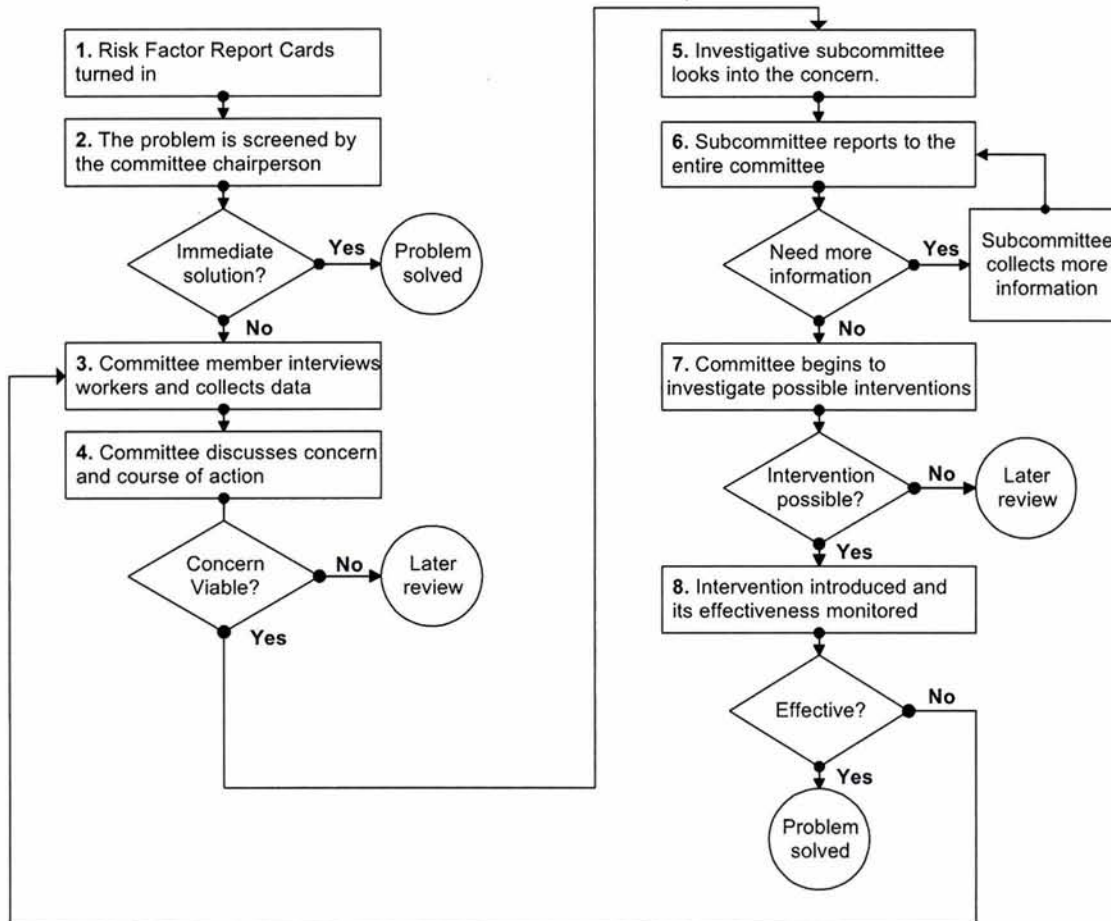 1. Risk Factor Report Cards
turned in
2. The problem is screened by
the committee chairperson
Immediate
solution?
Yes
Problem
solved
No
3. Committee member interviews
workers and collects data
4. Committee discusses concern
and course of action
Concern
Viable?
No
Later
review
Yes
5. Investigative subcommittee
looks into the concern.
6. Subcommittee reports to the
entire committee
Need more
information
Yes
Subcommittee
collects more
information
No
7. Committee begins to
investigate possible interventions
Intervention
possible?
No
Later
review
Yes
8. Intervention introduced and
its effectiveness monitored
Effective?
No
Yes
Problem
solved